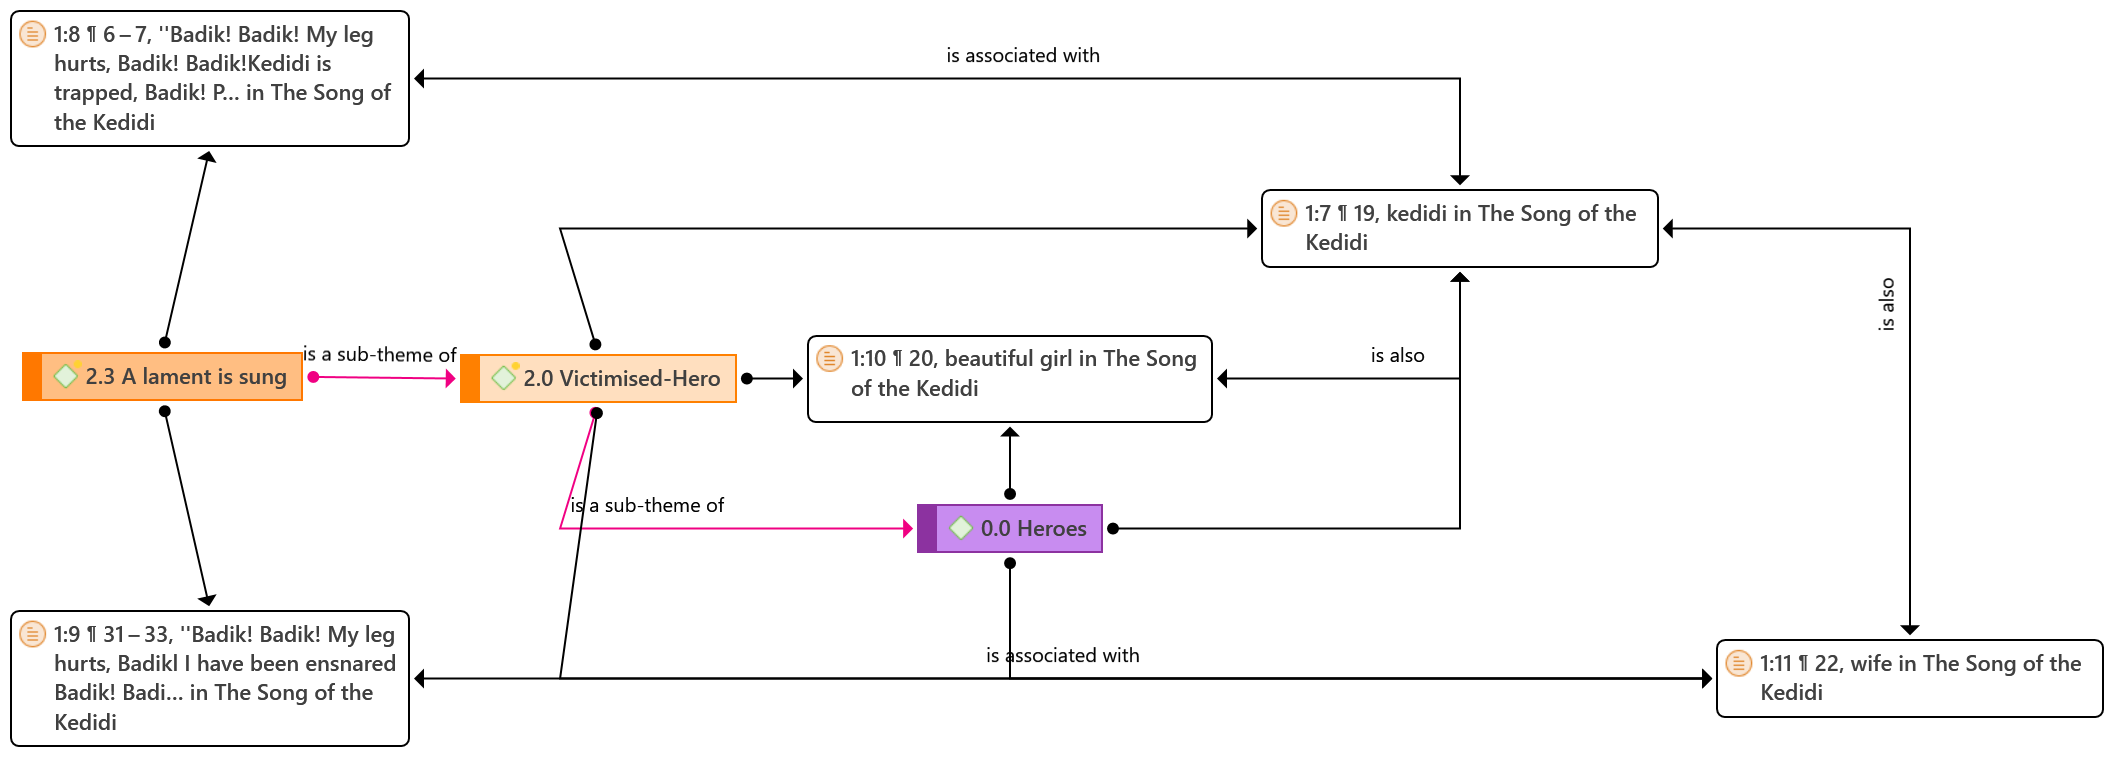 1:8 ¶ 6 – 7, ''Badik! Badik! My leg
hurts, Badik! Badik!Kedidi is
trapped, Badik! P... in The Song of
the Kedidi
is associated with
1:7 ¶ 19, kedidi in The Song of the
Kedidi
is also
2.3 A lament is sung
is a sub-theme of
2.0 Victimised-Hero
1:10 ¶ 20, beautiful girl in The Song
of the Kedidi
is also
is a sub-theme of
0.0 Heroes
1:9 ¶ 31 – 33, ''Badik! Badik! My leg
hurts, Badikl I have been ensnared
Badik! Badi... in The Song of the
Kedidi
is associated with
1:11 ¶ 22, wife in The Song of the
Kedidi